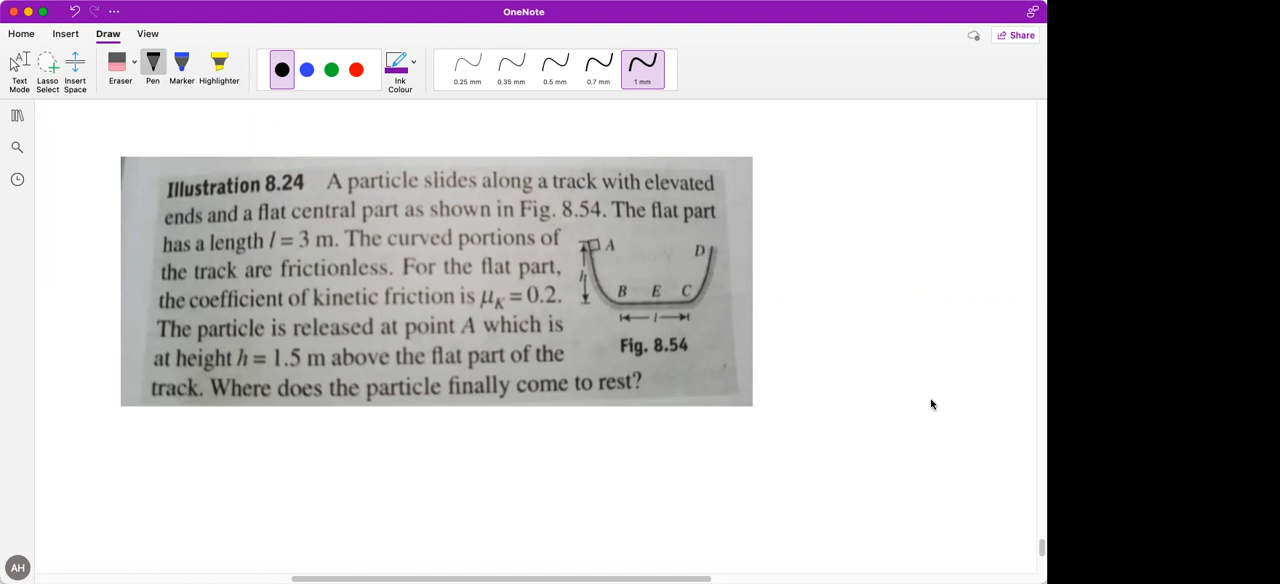 OneNote
Home Insert Draw View
Share
Text Mode
Lasso Select
Insert Space
Eraser
Pen
Marker
Highlighter
Ink Colour
0.25 mm
0.35 mm
0.5 mm
0.7 mm
1 mm
Illustration 8.24 A particle slides along a track with elevated
ends and a flat central part as shown in Fig. 8.54. The flat part
has a length l = 3 m. The curved portions of
the track are frictionless. For the flat part,
the coefficient of kinetic friction is μK = 0.2.
The particle is released at point A which is
at height h = 1.5 m above the flat part of the
track. Where does the particle finally come to rest?
A
D
h
B E C
l
Fig. 8.54
AH